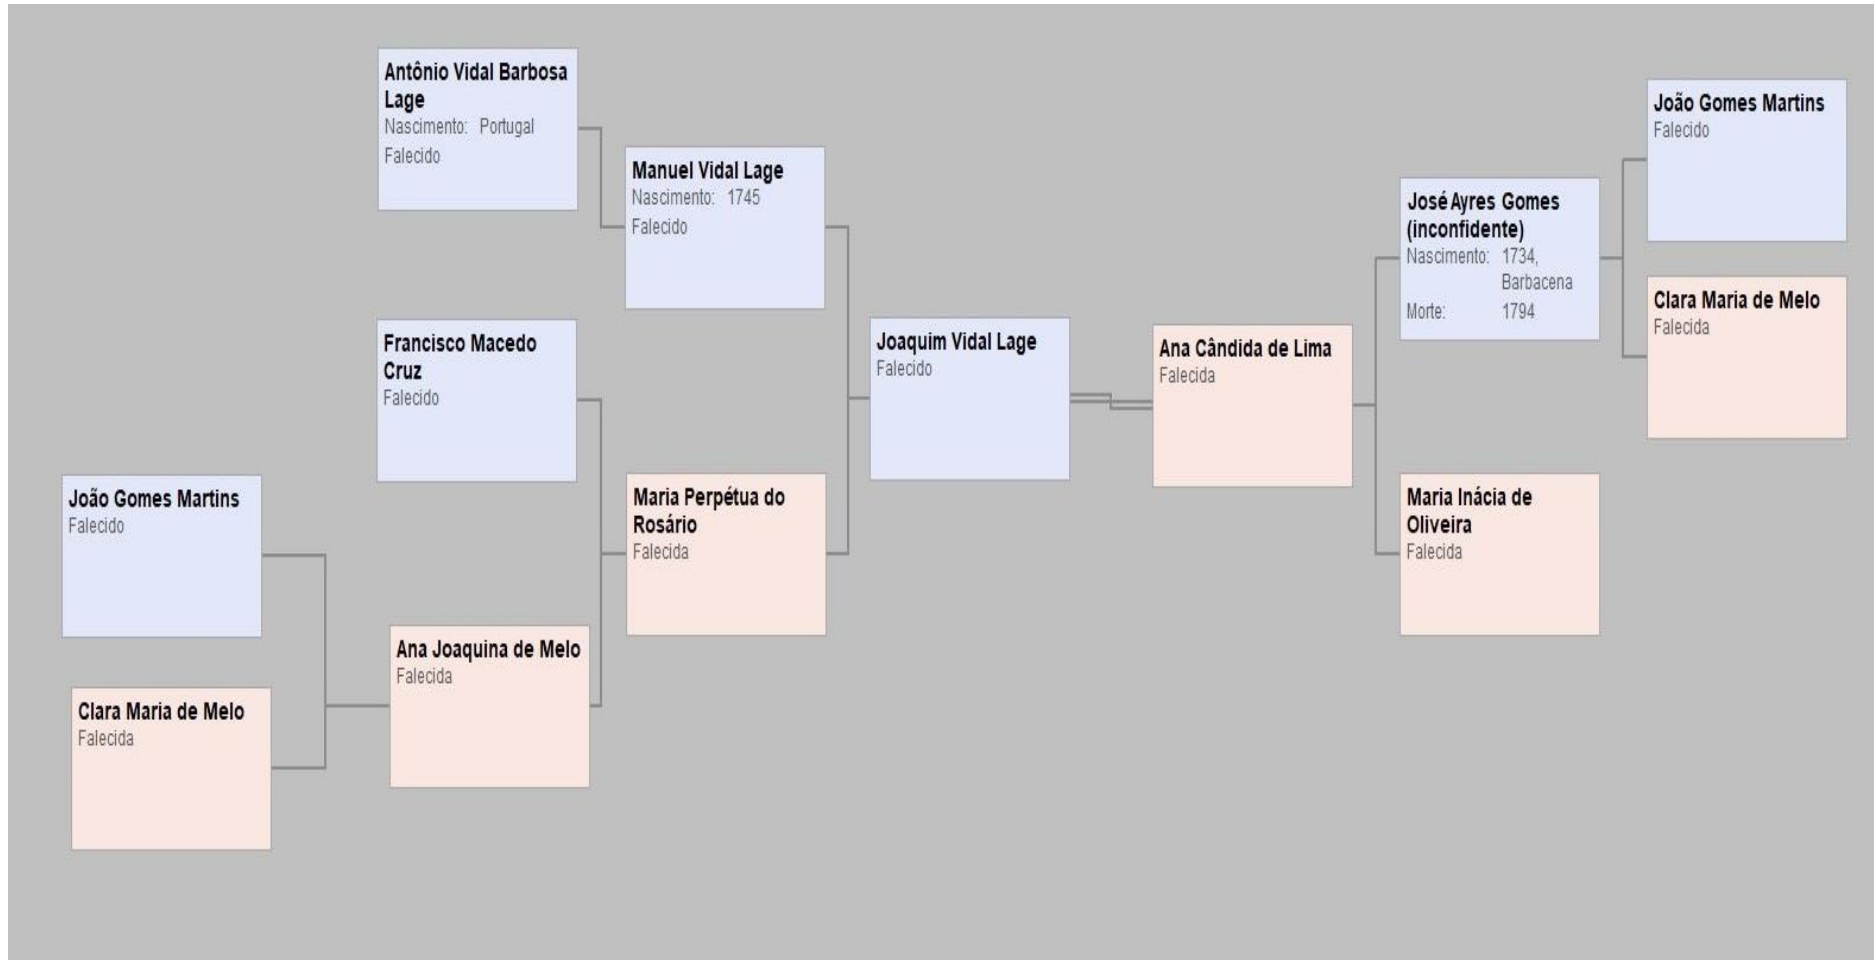 Antônio Vidal Barbosa
Lage
Nascimento: Portugal
Falecido
Manuel Vidal Lage
Nascimento: 1745
Falecido
Francisco Macedo
Cruz
Falecido
João Gomes Martins
Falecido
Maria Perpétua do
Rosário
Falecida
Ana Joaquina de Melo
Falecida
Clara Maria de Melo
Falecida
Joaquim Vidal Lage
Falecido
Ana Cândida de Lima
Falecida
José Ayres Gomes
(inconfidente)
Nascimento: 1734,
Barbacena
Morte: 1794
Maria Inácia de
Oliveira
Falecida
João Gomes Martins
Falecido
Clara Maria de Melo
Falecida